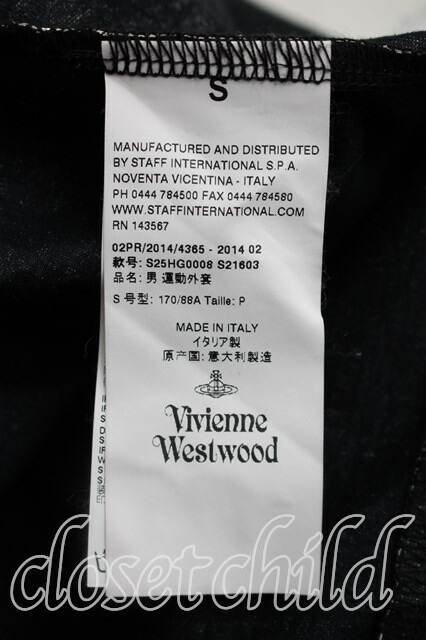 S
MANUFACTURED AND DISTRIBUTED
BY STAFF INTERNATIONAL S.P.A.
NOVENTA VICENTINA - ITALY
PH 0444 784500 FAX 0444 784580
WWW.STAFFINTERNATIONAL.COM
RN 143567
02PR/2014/4365 - 2014 02
款号: S25HG0008 S21603
品名: 男 運動外套
S 号型: 170/88A Taille: P
MADE IN ITALY
イタリア製
原产国: 意大利製造
Vivienne
Westwood
closet child